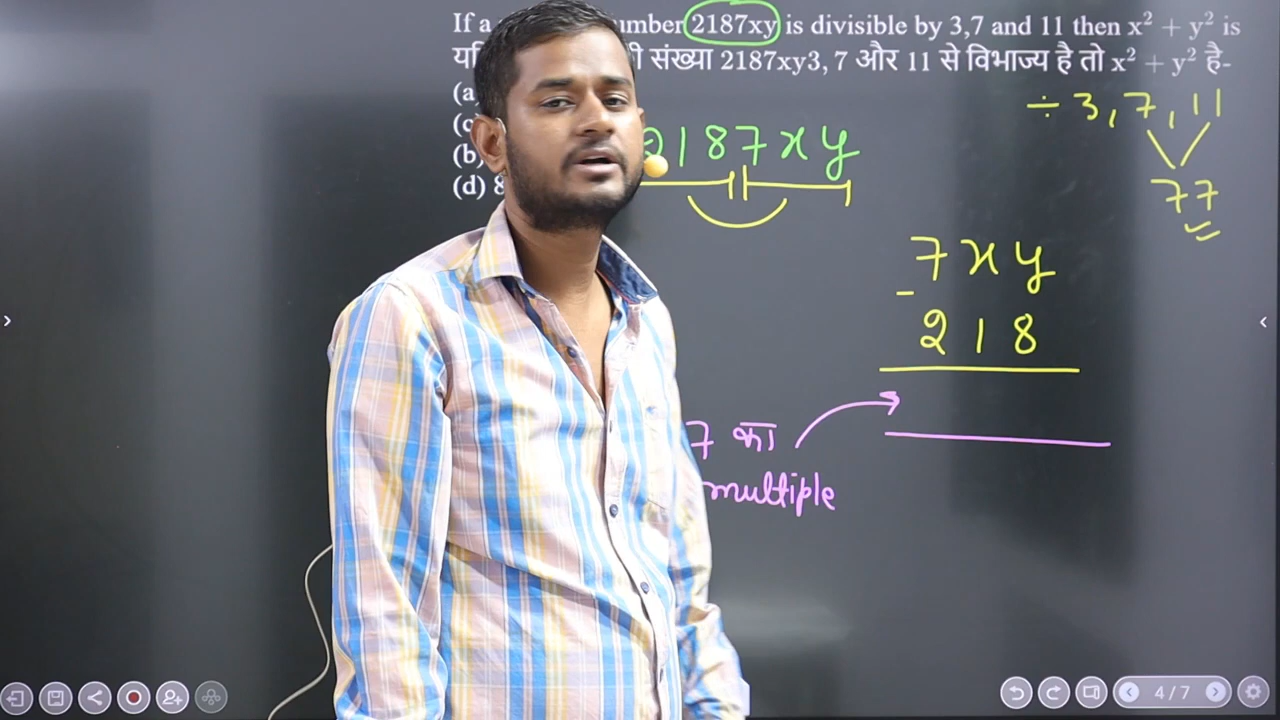 If a umber 2187xy is divisible by 3,7 and 11 then x² + y² is
यदि ी संख्या 2187xy3, 7 और 11 से विभाज्य है तो x² + y² है-
(a)
÷ 3, 7, 11
(c)
2187xy
(b)
(d) 8
77
7xy
- 218
7 का multiple
4 / 7